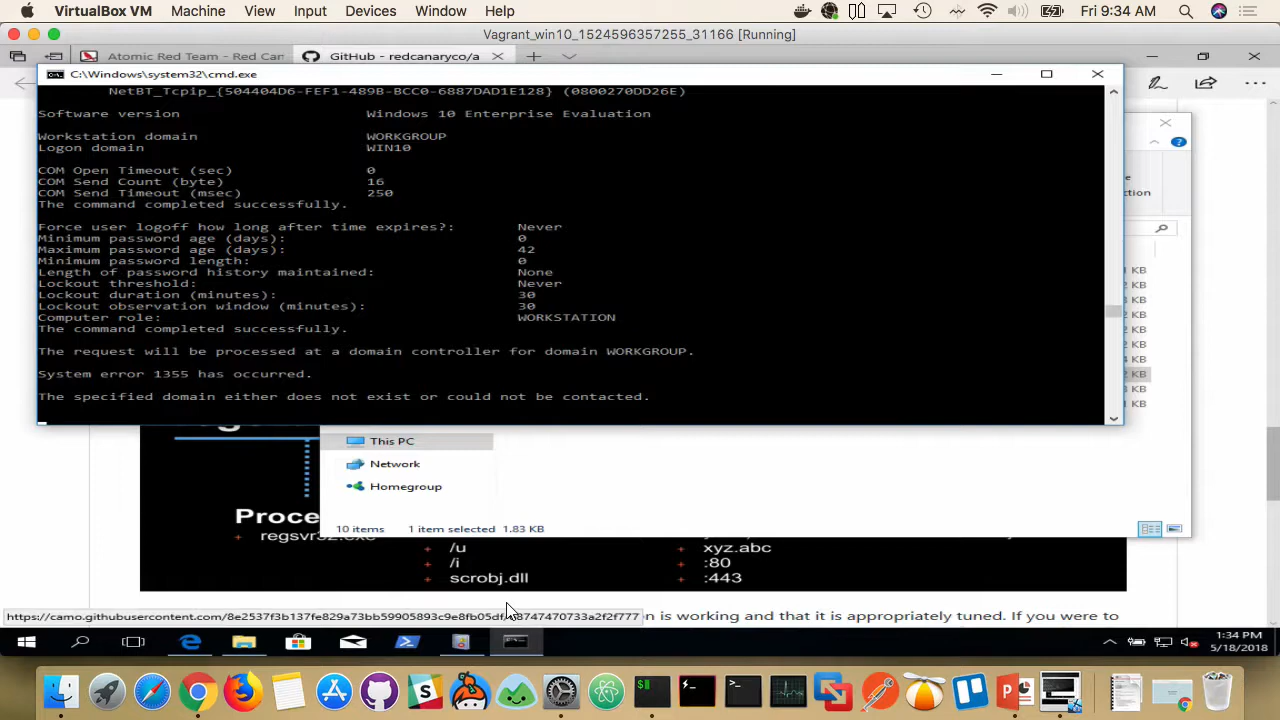 VirtualBox VM Machine View Input Devices Window Help Fri 9:34 AM
Vagrant_win10_1524596357255_31166 [Running]
Atomic Red Team - Red Can GitHub - redcanaryco/a
C:\Windows\system32\cmd.exe
NetBT_Tcpip_{504404D6-FEF1-489B-BCC0-6887DAD1E128} (0800270DD26E)
Software version Windows 10 Enterprise Evaluation
Workstation domain WORKGROUP
Logon domain WIN10
COM Open Timeout (sec) 0
COM Send Count (byte) 16
COM Send Timeout (msec) 250
The command completed successfully.
Force user logoff how long after time expires?: Never
Minimum password age (days): 0
Maximum password age (days): 42
Minimum password length: 0
Length of password history maintained: None
Lockout threshold: Never
Lockout duration (minutes): 30
Lockout observation window (minutes): 30
Computer role: WORKSTATION
The command completed successfully.
The request will be processed at a domain controller for domain WORKGROUP.
System error 1355 has occurred.
The specified domain either does not exist or could not be contacted.
This PC
Network
Homegroup
10 items 1 item selected 1.83 KB
Proce
/u xyz.abc
/i :80
scrobj.dll :443
n is working and that it is appropriately tuned. If you were to
1:34 PM
5/18/2018